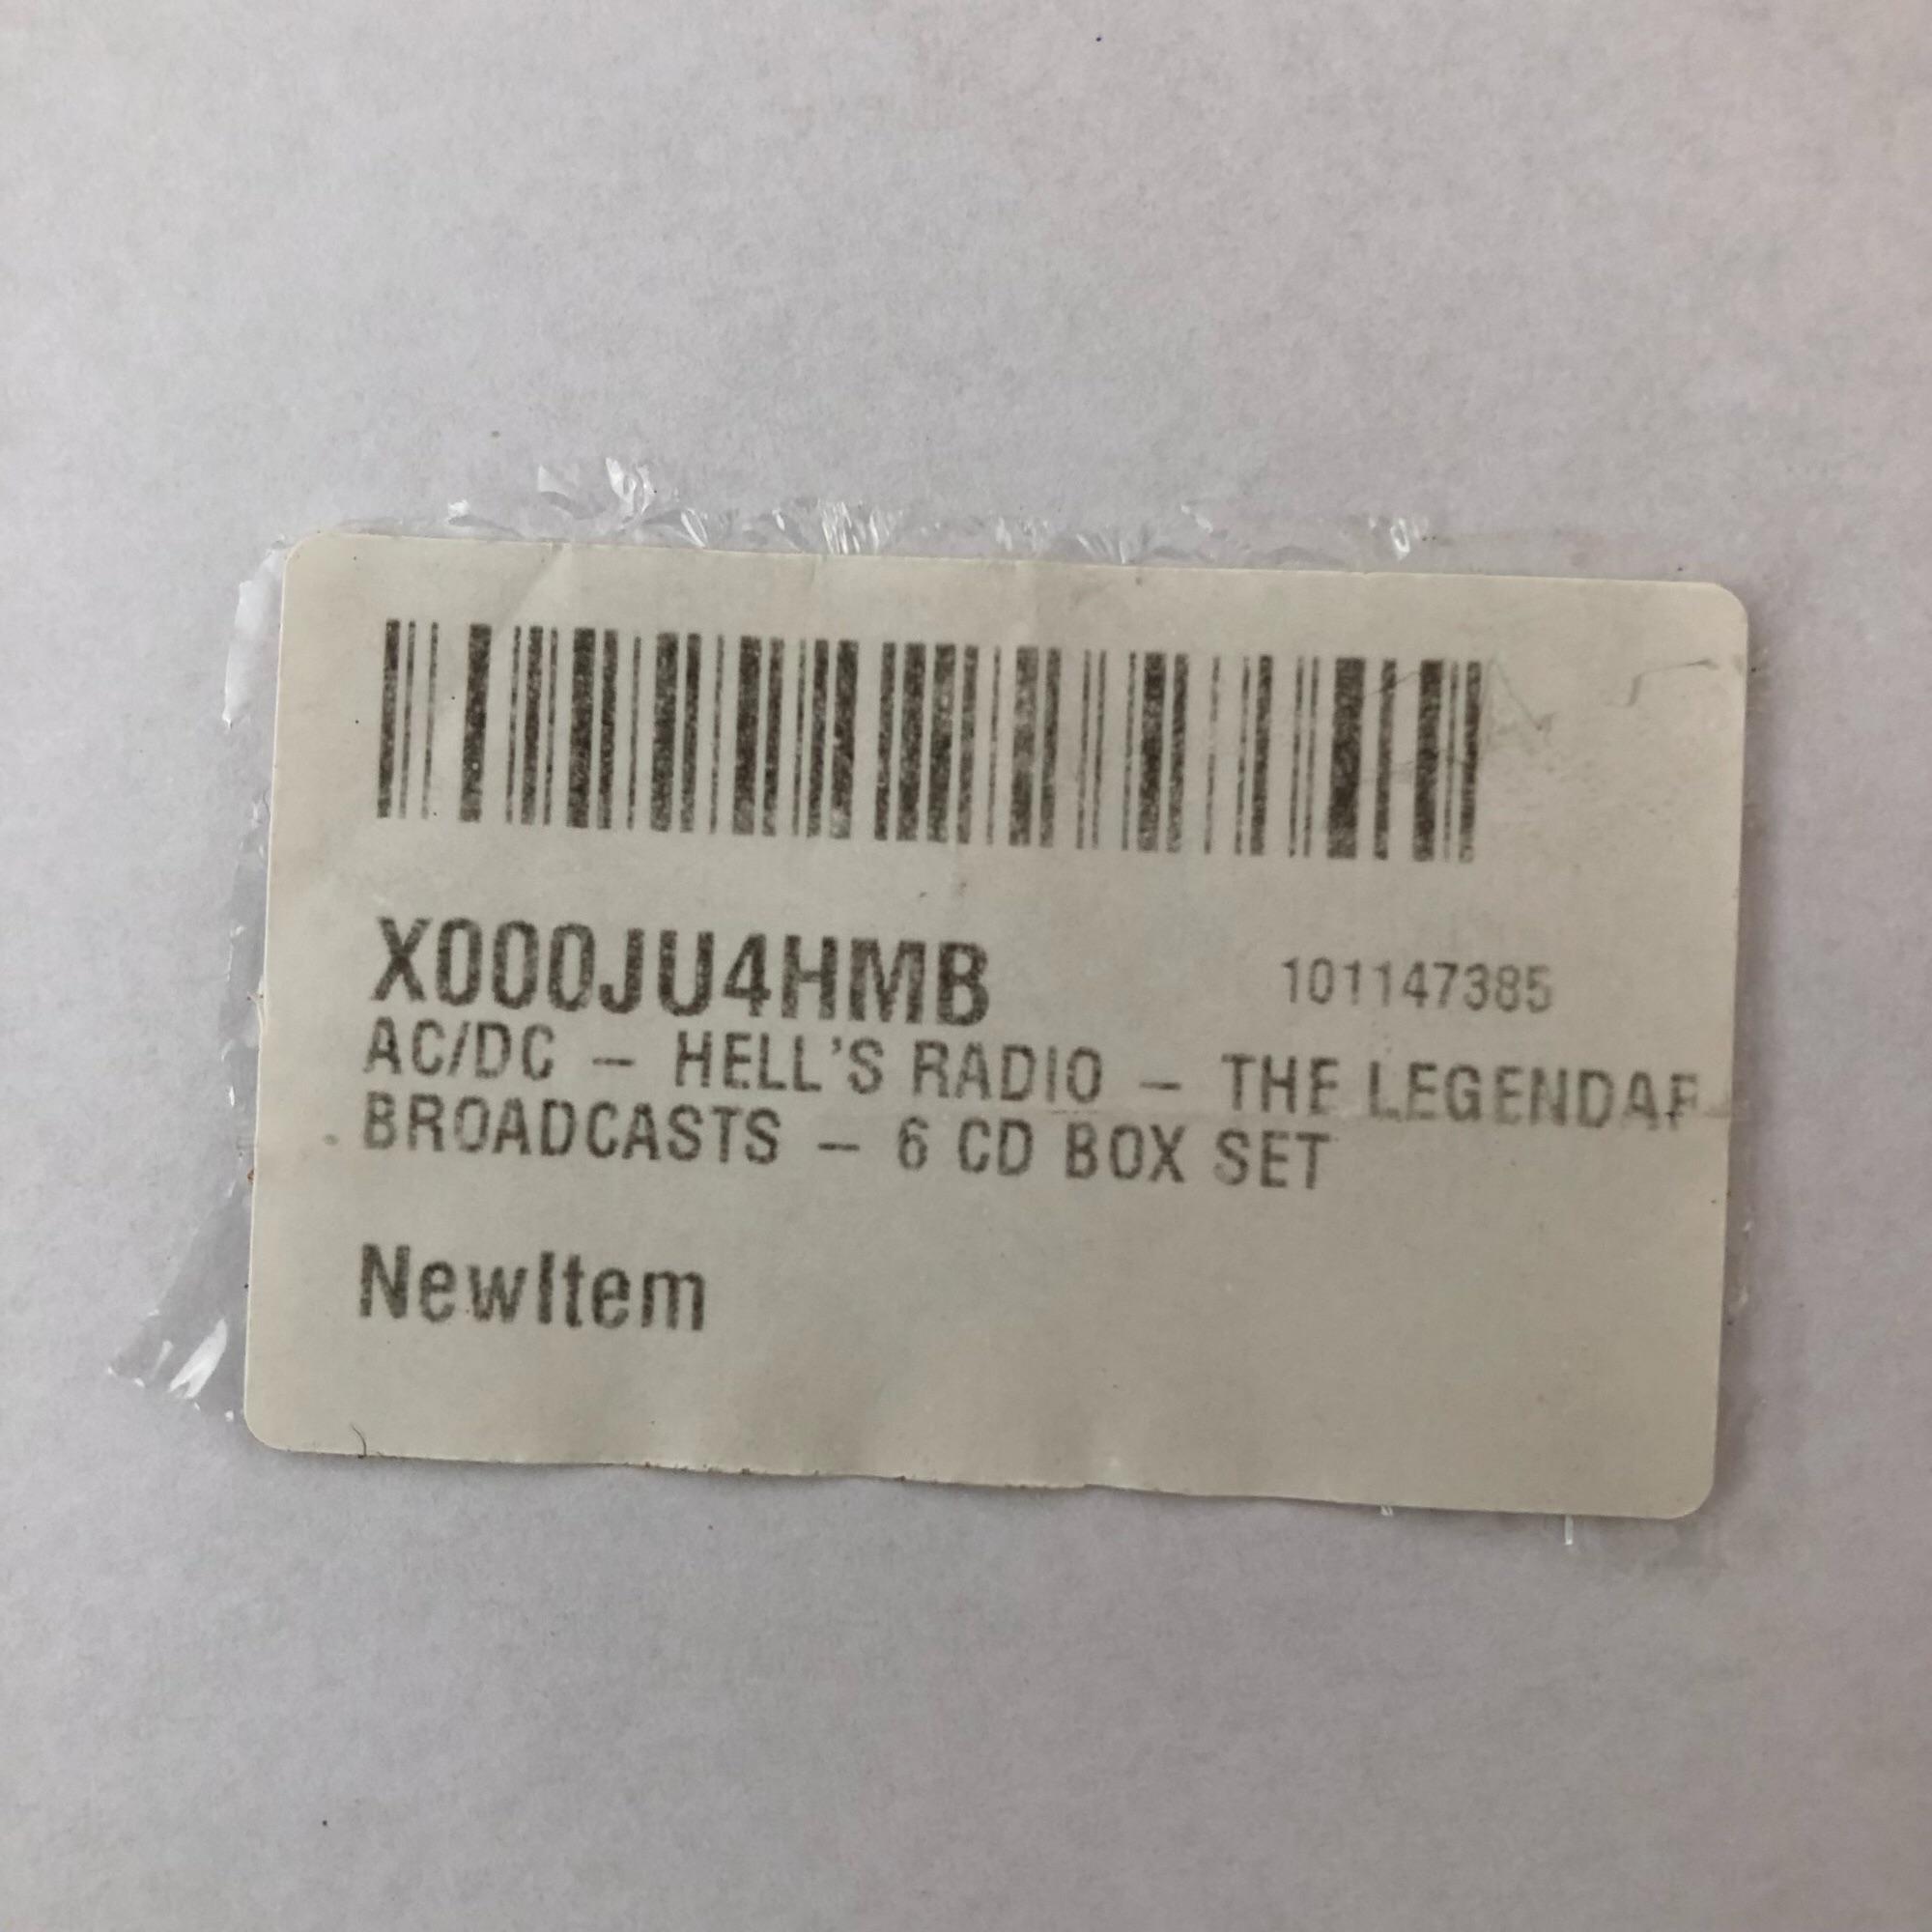 X000JU4HMB 101147385
AC/DC – HELL'S RADIO – THE LEGENDAR
BROADCASTS – 6 CD BOX SET
NewItem